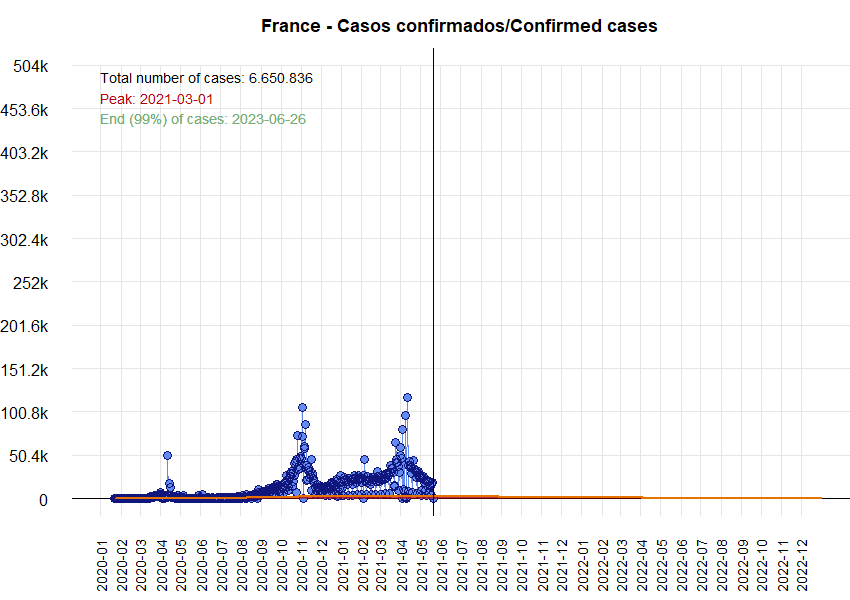 France - Casos confirmados/Confirmed cases
504k
Total number of cases: 6.650.836
Peak: 2021-03-01
453.6k
End (99%) of cases: 2023-06-26
403.2k
352.8k
302.4k
252k
201.6k
151.2k
100.8k
50.4k
0
2020-01
2020-02
2020-03
2020-04
2020-05
2020-06
2020-07
2020-08
2020-09
2020-10
2020-11
2020-12
2021-01
2021-02
2021-03
2021-04
2021-05
2021-06
2021-07
2021-08
2021-09
2021-10
2021-11
2021-12
2022-01
2022-02
2022-03
2022-04
2022-05
2022-06
2022-07
2022-08
2022-09
2022-10
2022-11
2022-12